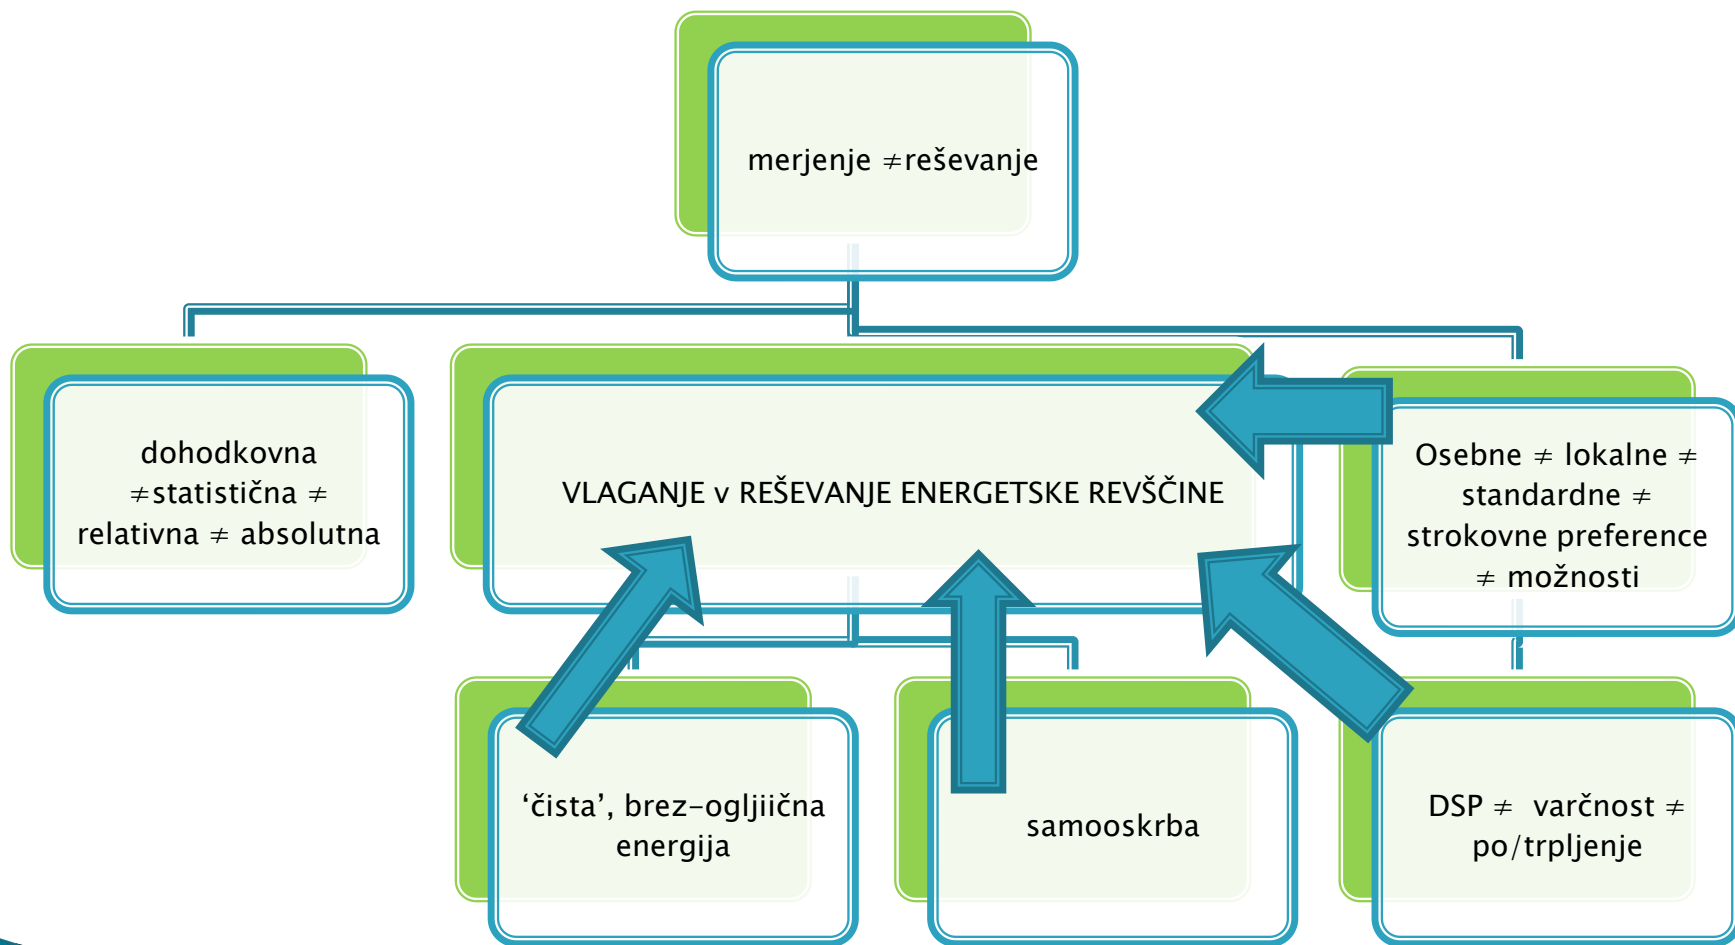 merjenje ≠reševanje
dohodkovna
≠statistična ≠
relativna ≠ absolutna
VLAGANJE v REŠEVANJE ENERGETSKE REVŠČINE
Osebne ≠ lokalne ≠
standardne ≠
strokovne preference
≠ možnosti
‘čista’, brez-ogljiična
energija
samooskrba
DSP ≠ varčnost ≠
po/trpljenje